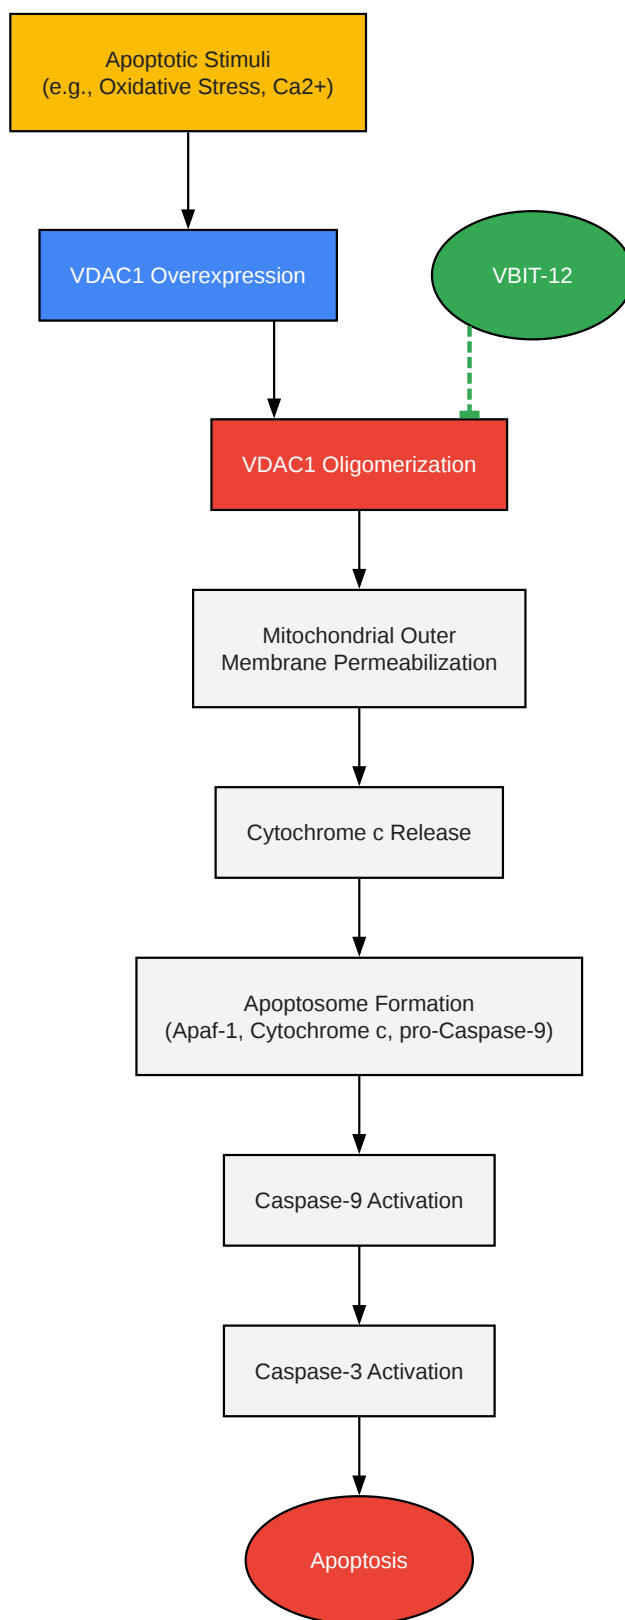 Apoptotic Stimuli
(e.g., Oxidative Stress, Ca2+)
VDAC1 Overexpression
VBIT-12
VDAC1 Oligomerization
Mitochondrial Outer
Membrane Permeabilization
Cytochrome c Release
Apoptosome Formation
(Apaf-1, Cytochrome c, pro-Caspase-9)
Caspase-9 Activation
Caspase-3 Activation
Apoptosis